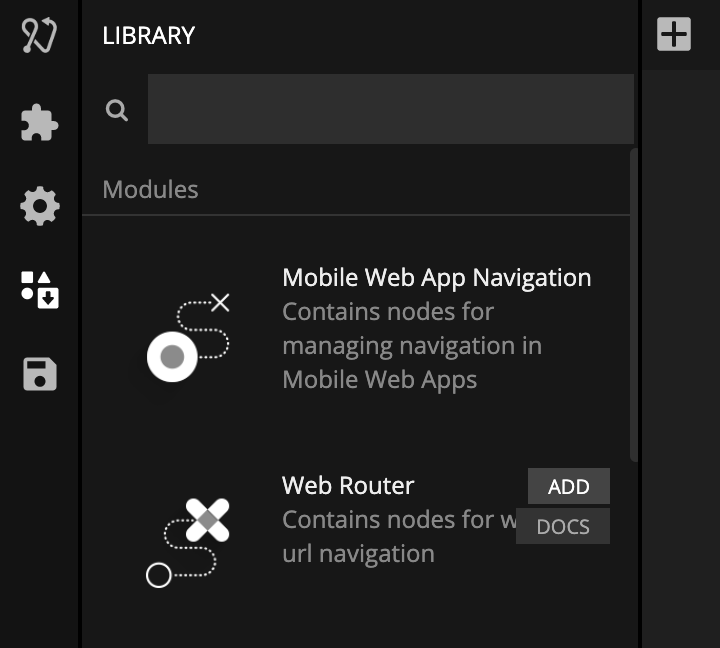 LIBRARY
Modules
Mobile Web App Navigation
Contains nodes for
managing navigation in
Mobile Web Apps
Web Router
ADD
Contains nodes for w
DOCS
url navigation